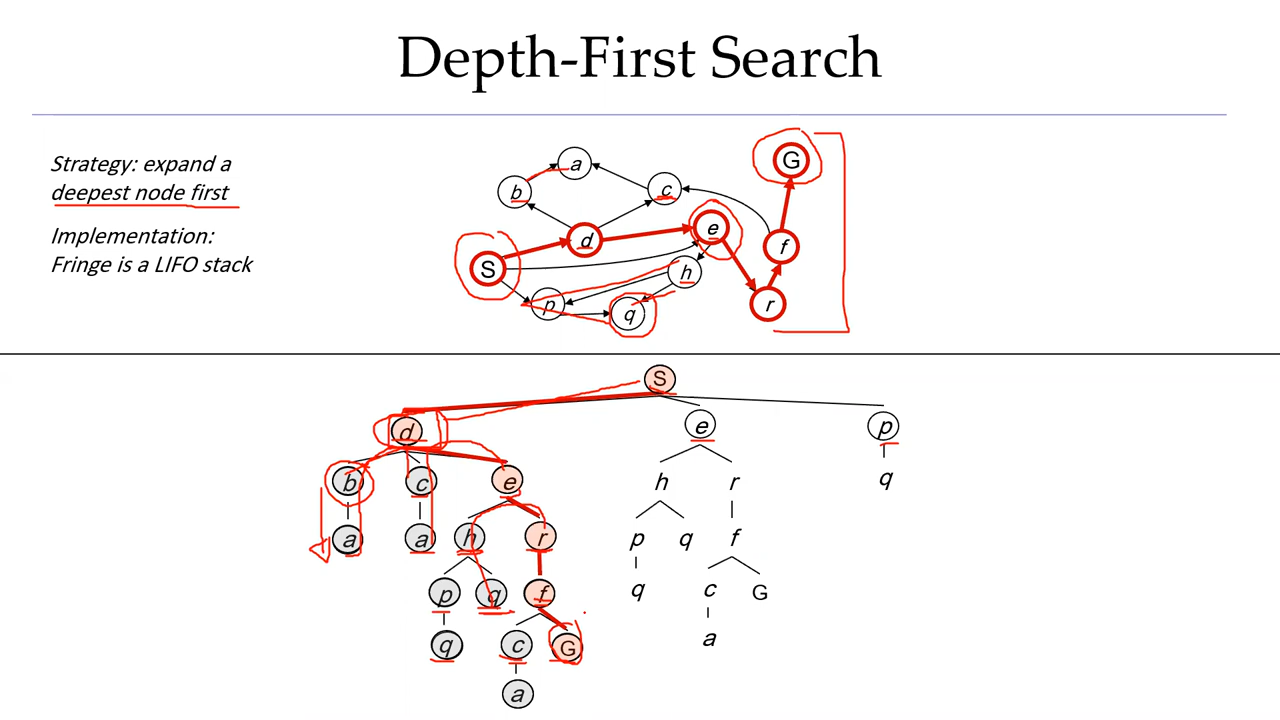 Depth-First Search
Strategy: expand a
deepest node first
Implementation:
Fringe is a LIFO stack
a
G
b
c
d
e
f
S
h
p
q
r
S
d
e
p
b
c
e
h
r
q
a
a
h
r
p
q
f
p
q
f
q
c
G
q
c
G
a
a